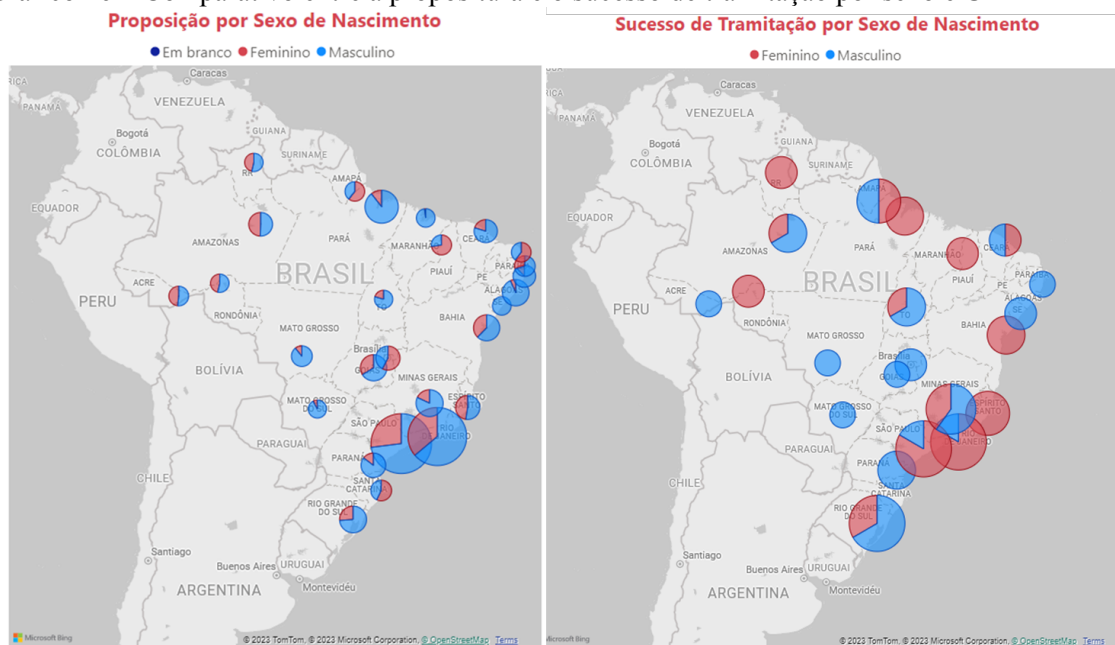 Proposição por Sexo de Nascimento
Em branco Feminino Masculino
Caracas
PANAMÁ
VENEZUELA
GUIANA
Bogotá
COLÔMBIA
SURINAME
RR
AMAPÁ
EQUADOR
AMAZONAS
PARÁ
MARANHÃO
CEARÁ
BRASIL
PIAUÍ
PE
ACRE
PERU
RONDÔNIA
TO
BAHIA
MATO GROSSO
Brasília
GOIÁS
BOLÍVIA
MINAS GERAIS
MATO GROSSO
DO SUL
ESPÍRITO
SANTO
SÃO PAULO
RIO
DE JANEIRO
PARAGUAI
PARANÁ
CHILE
SANTA
CATARINA
RIO GRANDE
DO SUL
Santiago
Buenos Aires
URUGUAI
Montevidéu
ARGENTINA
Microsoft Bing
© 2023 TomTom, © 2023 Microsoft Corporation, © OpenStreetMap Terms
Sucesso de Tramitação por Sexo de Nascimento
Feminino Masculino
Caracas
PANAMÁ
VENEZUELA
GUIANA
Bogotá
COLÔMBIA
SURINAME
RR
AMAPÁ
EQUADOR
AMAZONAS
PARÁ
MARANHÃO
CEARÁ
BRASIL
PARAÍBA
PIAUÍ
PE
ACRE
ALAGOAS
PERU
SE
TO
RONDÔNIA
BAHIA
MATO GROSSO
Brasília
GOIÁS
BOLÍVIA
MINAS GERAIS
MATO GROSSO
DO SUL
ESPÍRITO
SANTO
SÃO PAULO
PARAGUAI
PARANÁ
CHILE
SANTA
CATARINA
RIO GRANDE
DO SUL
Santiago
Buenos Aires
URUGUAI
Montevidéu
ARGENTINA
Microsoft Bing
© 2023 TomTom, © 2023 Microsoft Corporation, © OpenStreetMap Terms